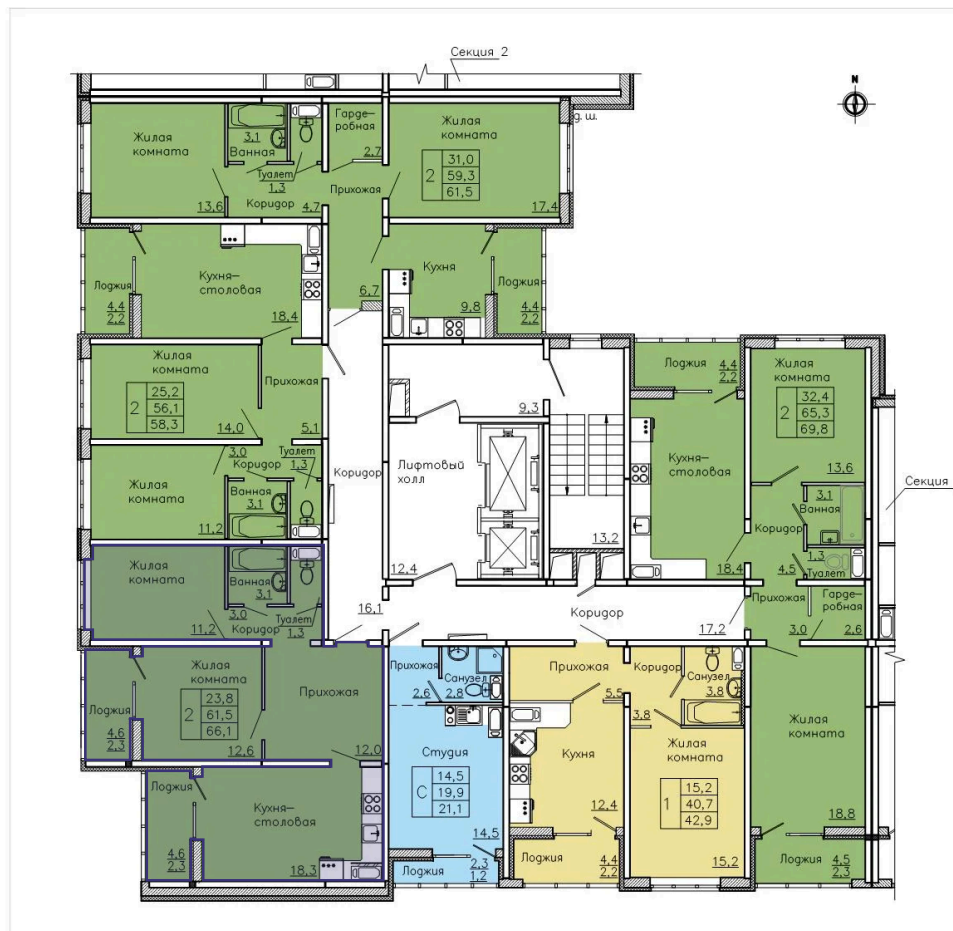 Секция 2
N
д. ш.
Жилая
комната
13,6
3,1
Ванная
Туалет
1,3
Коридор
4,7
Гарде-
робная
2,7
Прихожая
6,7
Жилая
комната
2
31,0
59,3
61,5
17,4
Лоджия
4,4
2,2
Кухня-
столовая
18,4
Кухня
9,8
Лоджия
4,4
2,2
Жилая
комната
2
25,2
56,1
58,3
14,0
Прихожая
5,1
3,0
Коридор
Туалет
1,3
Жилая
комната
11,2
Ванная
3,1
Коридор
16,1
Лифтовый
холл
12,4
9,3
13,2
Лоджия
4,4
2,2
Кухня-
столовая
18,4
Жилая
комната
2
32,4
65,3
69,8
13,6
Секция
3,1
Ванная
Коридор
4,5
1,3
Туалет
Прихожая
3,0
Гарде-
робная
2,6
Коридор
17,2
Жилая
комната
11,2
Ванная
3,1
3,0
Коридор
Туалет
1,3
Лоджия
4,6
2,3
Жилая
комната
2
23,8
61,5
66,1
12,6
Прихожая
12,0
Лоджия
4,6
2,3
Кухня-
столовая
18,3
Прихожая
2,6
Санузел
2,8
Студия
С
14,5
19,9
21,1
14,5
Лоджия
2,3
1,2
Прихожая
5,5
Коридор
3,8
Санузел
3,8
Кухня
12,4
Лоджия
4,4
2,2
Жилая
комната
1
15,2
40,7
42,9
15,2
Жилая
комната
18,8
Лоджия
4,5
2,3